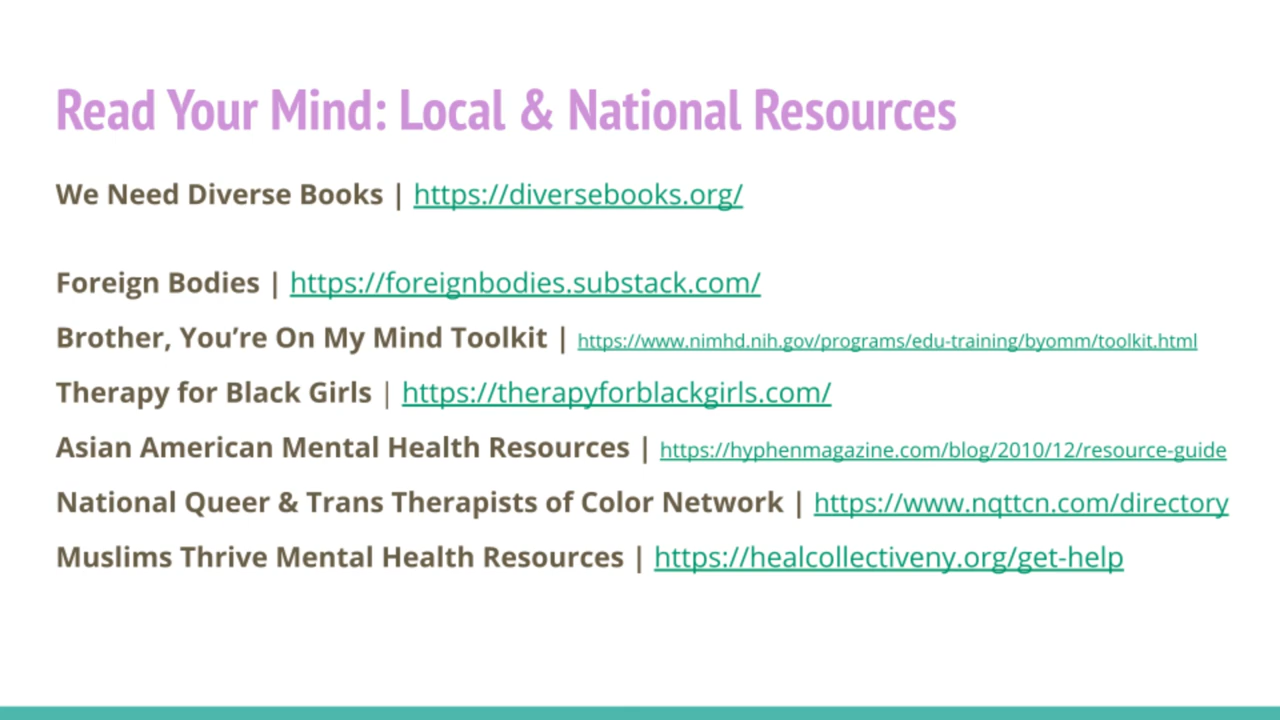 Read Your Mind: Local & National Resources
We Need Diverse Books | https://diversebooks.org/
Foreign Bodies | https://foreignbodies.substack.com/
Brother, You’re On My Mind Toolkit | https://www.nimhd.nih.gov/programs/edu-training/byomm/toolkit.html
Therapy for Black Girls | https://therapyforblackgirls.com/
Asian American Mental Health Resources | https://hyphenmagazine.com/blog/2010/12/resource-guide
National Queer & Trans Therapists of Color Network | https://www.nqttcn.com/directory
Muslims Thrive Mental Health Resources | https://healcollectiveny.org/get-help